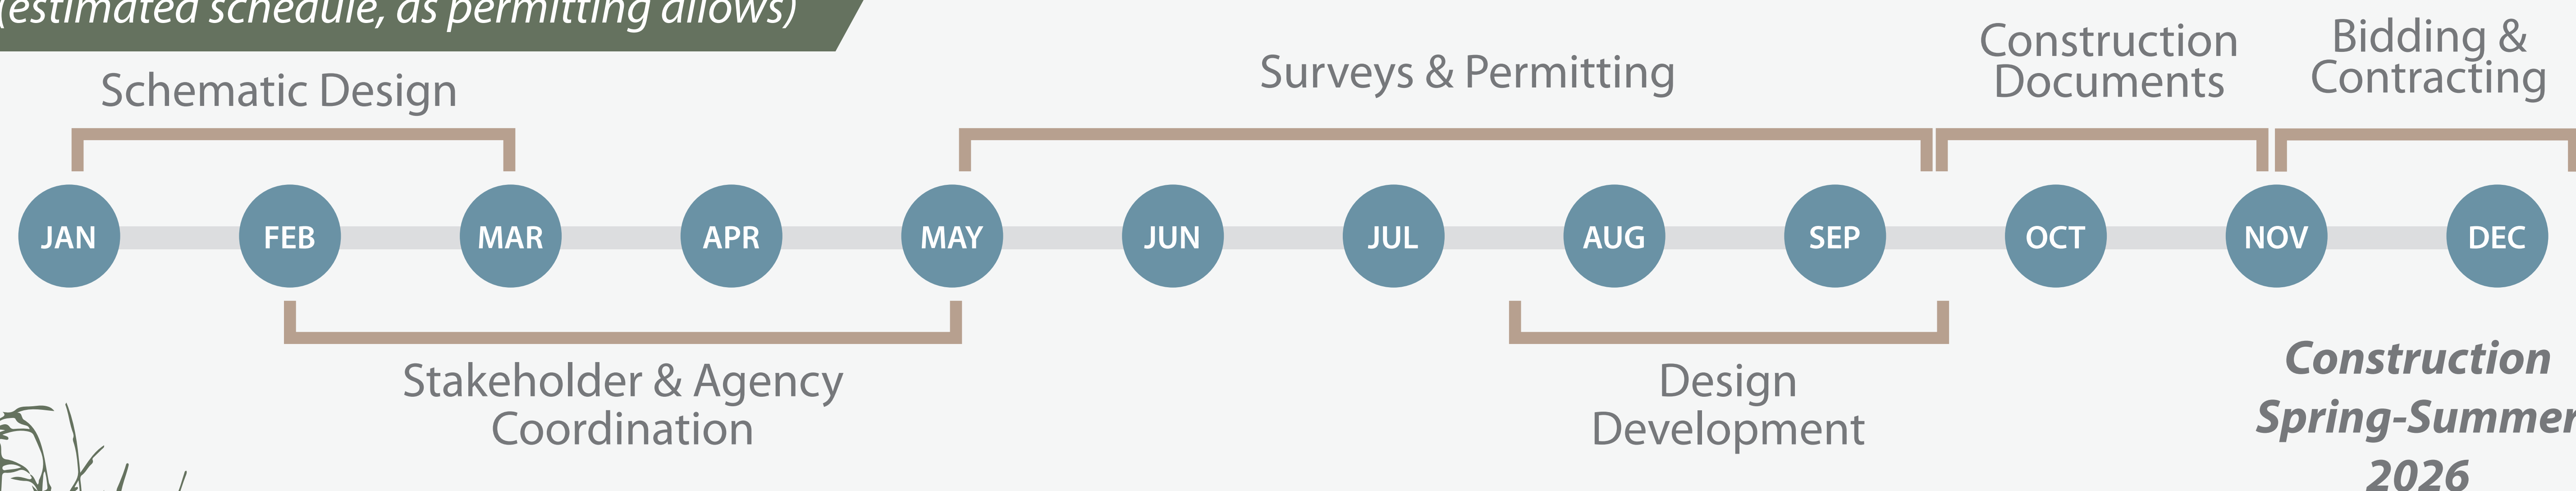 (estimated schedule, as permitting allows)
Schematic Design
Surveys & Permitting
Construction
Documents
Bidding &
Contracting
JAN
FEB
MAR
APR
MAY
JUN
JUL
AUG
SEP
OCT
NOV
DEC
Stakeholder & Agency
Coordination
Design
Development
Construction
Spring-Summer
2026